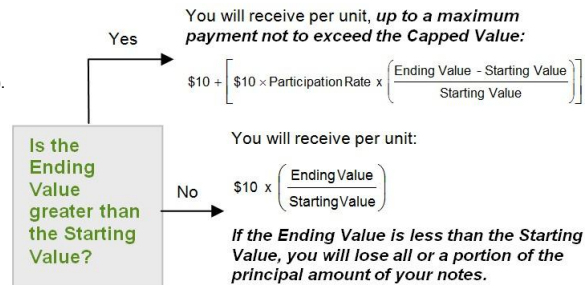 You will receive per unit, up to a maximum
payment not to exceed the Capped Value:
Yes
$10 + [ $10 × Participation Rate x ( Ending Value - Starting Value / Starting Value ) ]
.
Is the
Ending
Value
greater than
the Starting
Value?
No
You will receive per unit:
$10 x ( Ending Value / Starting Value )
If the Ending Value is less than the Starting
Value, you will lose all or a portion of the
principal amount of your notes.